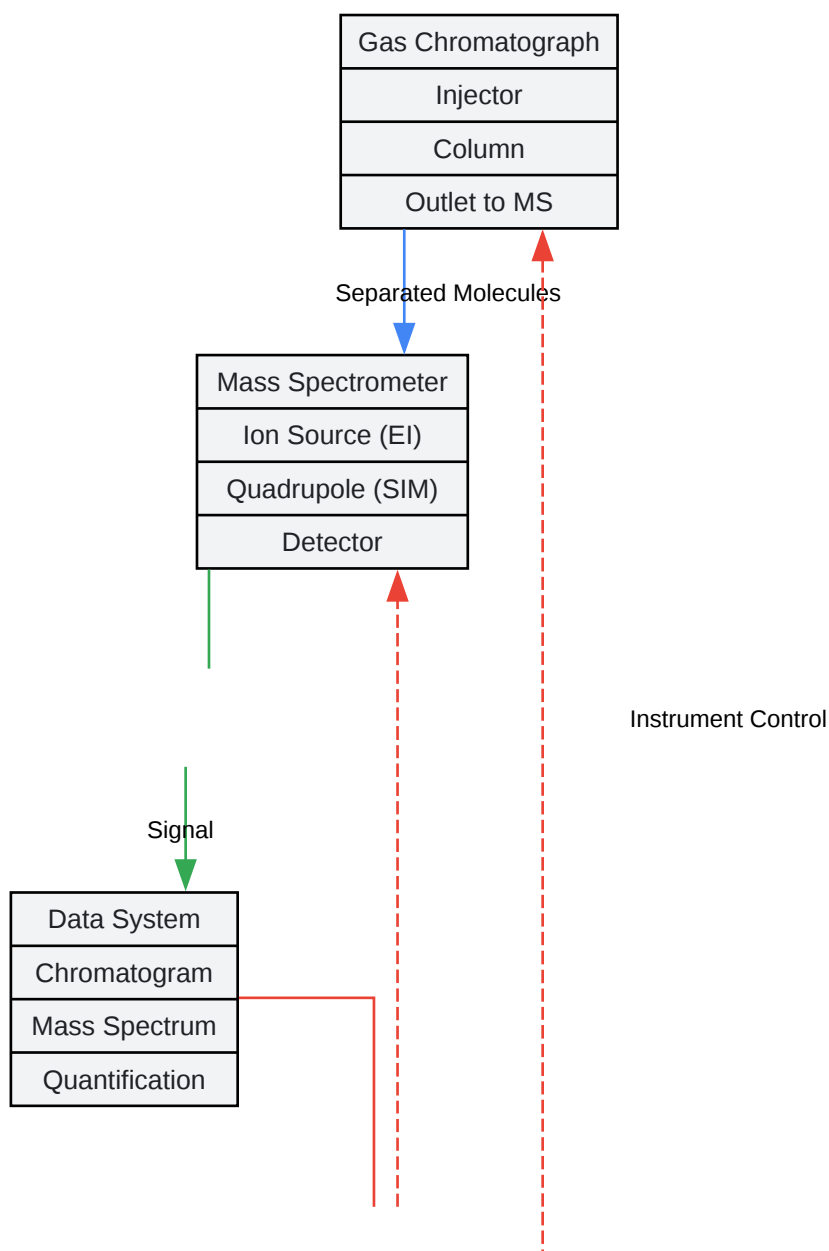 Gas Chromatograph
Injector
Column
Outlet to MS
Separated Molecules
Mass Spectrometer
Ion Source (EI)
Quadrupole (SIM)
Detector
Instrument Control
Signal
Data System
Chromatogram
Mass Spectrum
Quantification